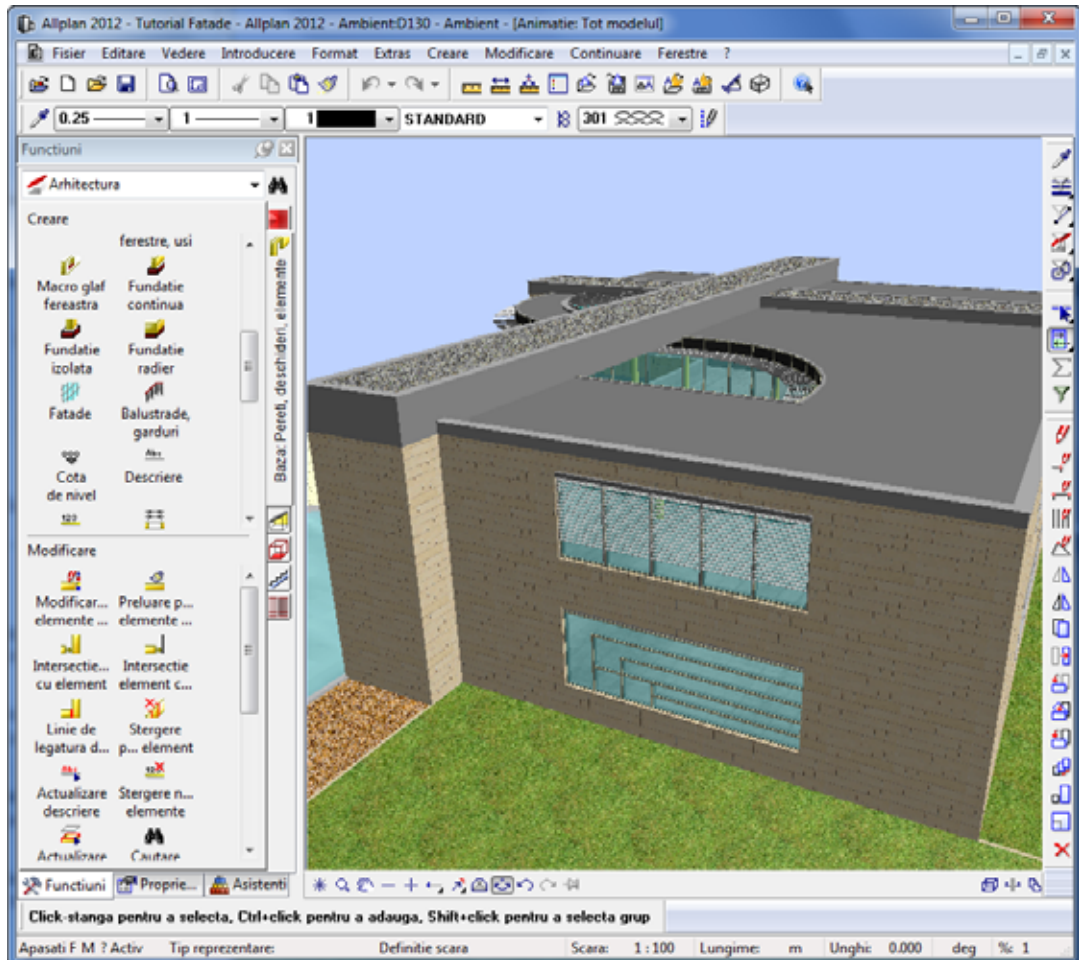 Allplan 2012 - Tutorial Fatade - Allplan 2012 - Ambient:D130 - Ambient - [Animatie: Tot modelul]
Fisier Editare Vedere Introducere Format Extras Creare Modificare Continuare Ferestre ?
0.25 1 1 STANDARD 301
Functiuni
Arhitectura
Creare
ferestre, usi
Macro glaf Fundatie
fereastra continua
Fundatie Fundatie
izolata radier
Fatade Balustrade,
garduri
Cota Descriere
de nivel
Baza: Pereti, deschideri, elemente
Modificare
Modificar... Preluare p...
elemente ... elemente ...
Intersectie... Intersectie
cu element element c...
Linie de Stergere
legatura d... p... element
Actualizare Stergere n...
descriere elemente
Actualizare Cautare
Functiuni Proprie... Asistenti
Click-stanga pentru a selecta, Ctrl+click pentru a adauga, Shift+click pentru a selecta grup
Apasati F M ? Activ Tip reprezentare: Definitie scara Scara: 1:100 Lungime: m Unghi: 0.000 deg %: 1